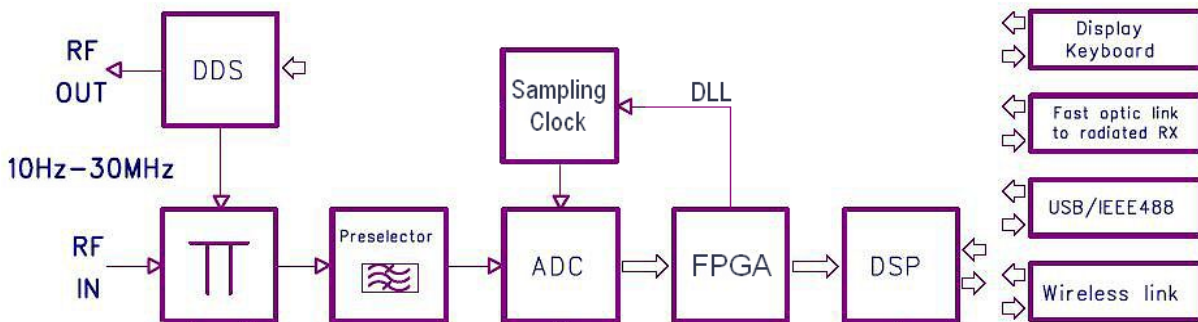 RF
OUT
DDS
10Hz-30MHz
RF
IN
Preselector
Sampling
Clock
DLL
ADC
FPGA
DSP
Display
Keyboard
Fast optic link
to radiated RX
USB/IEEE488
Wireless link